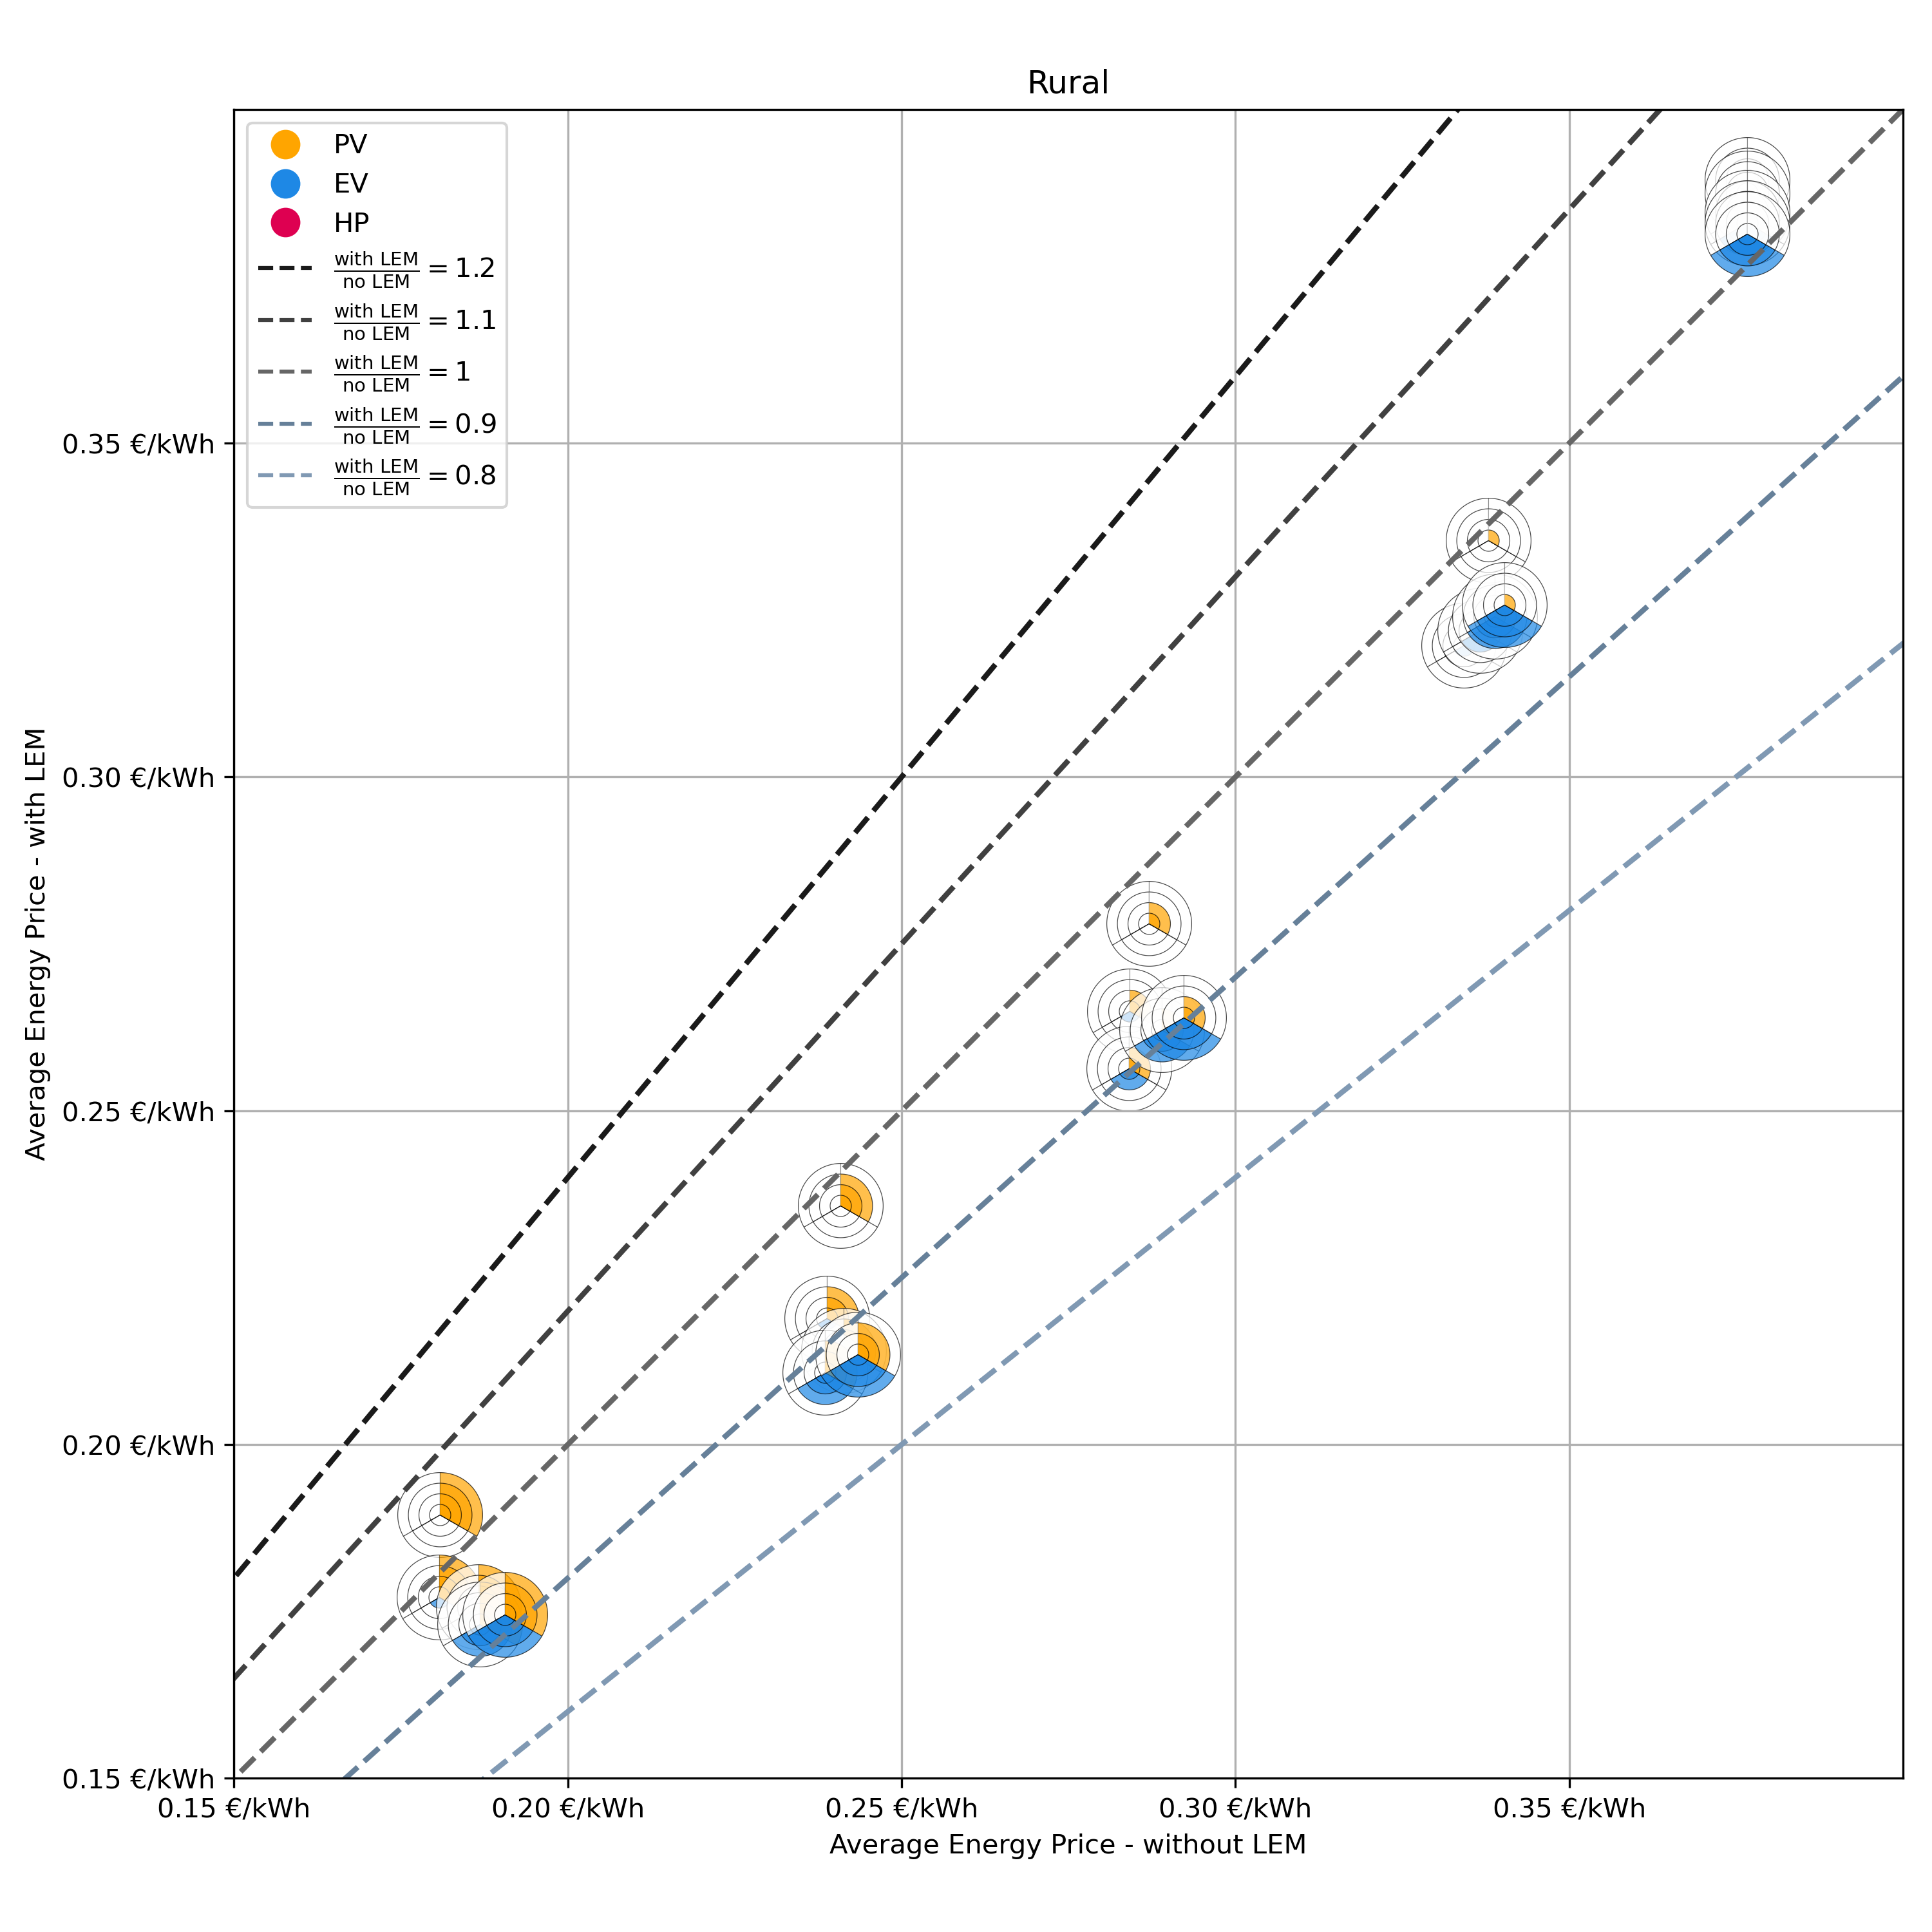 Rural
PV
EV
HP
with LEM
no LEM = 1.2
with LEM
no LEM = 1.1
with LEM
no LEM = 1
with LEM
no LEM = 0.9
with LEM
no LEM = 0.8
Average Energy Price - with LEM
0.35 €/kWh
0.30 €/kWh
0.25 €/kWh
0.20 €/kWh
0.15 €/kWh
0.15 €/kWh 0.20 €/kWh 0.25 €/kWh 0.30 €/kWh 0.35 €/kWh
Average Energy Price - without LEM